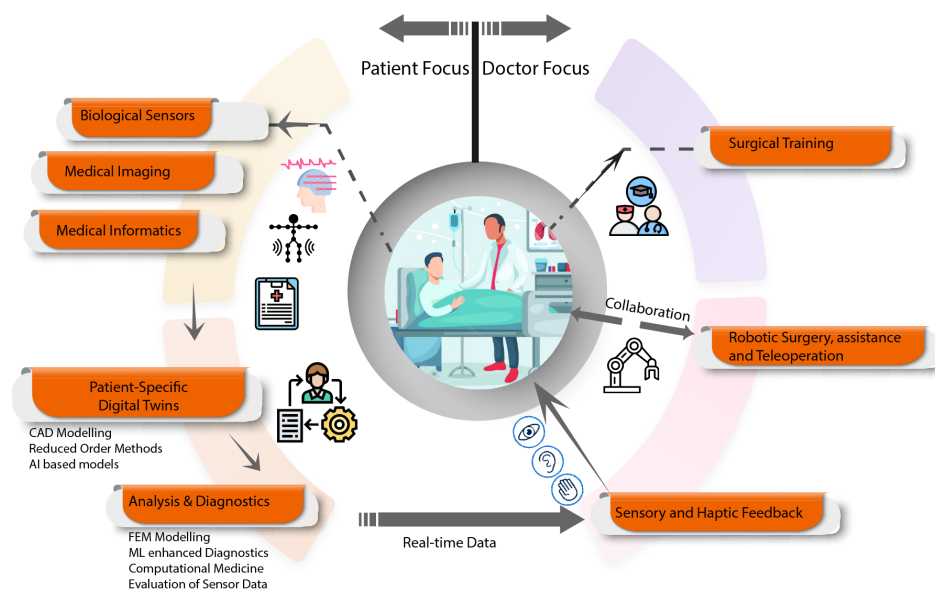 Patient Focus
Doctor Focus
Biological Sensors
Medical Imaging
Medical Informatics
Patient-Specific
Digital Twins
CAD Modelling
Reduced Order Methods
AI based models
Analysis & Diagnostics
FEM Modelling
ML enhanced Diagnostics
Computational Medicine
Evaluation of Sensor Data
Real-time Data
Surgical Training
Collaboration
Robotic Surgery, assistance
and Teleoperation
Sensory and Haptic Feedback